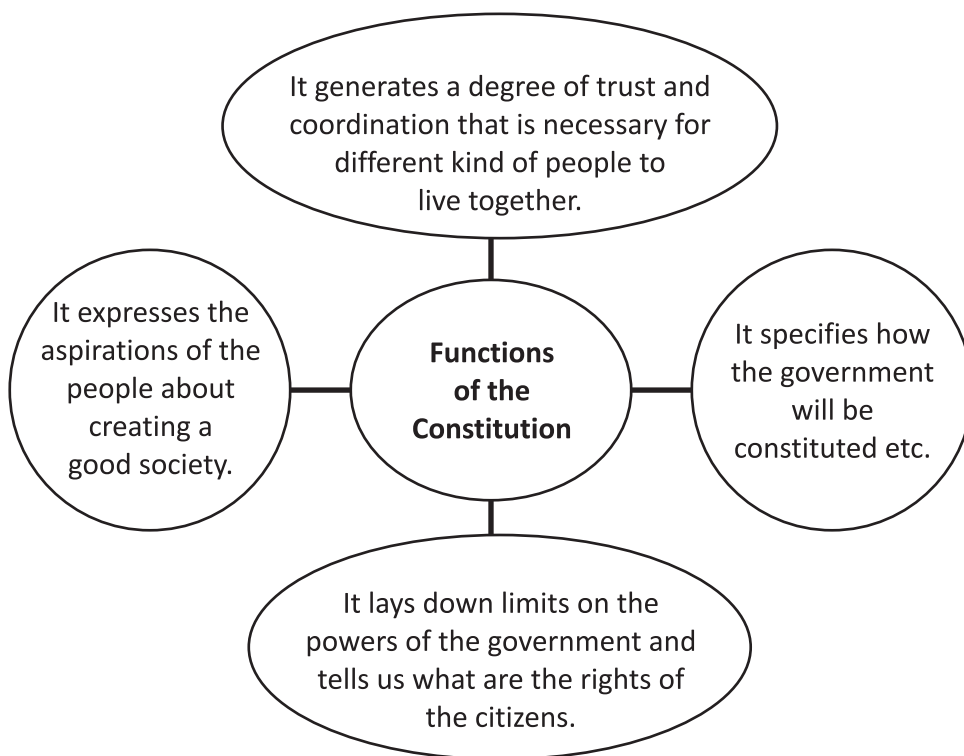 It generates a degree of trust and
coordination that is necessary for
different kind of people to
live together.
It expresses the
aspirations of the
people about
creating a
good society.
Functions
of the
Constitution
It specifies how
the government
will be
constituted etc.
It lays down limits on the
powers of the government and
tells us what are the rights of
the citizens.